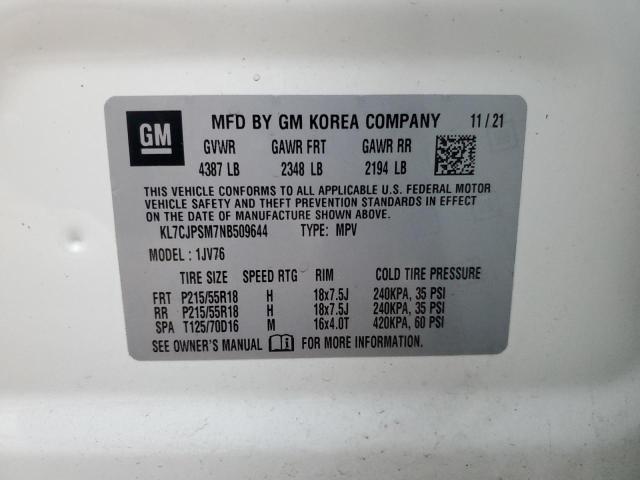 GM MFD BY GM KOREA COMPANY 11/21
GVWR GAWR FRT GAWR RR
4387 LB 2348 LB 2194 LB
THIS VEHICLE CONFORMS TO ALL APPLICABLE U.S. FEDERAL MOTOR
VEHICLE SAFETY AND THEFT PREVENTION STANDARDS IN EFFECT ON
THE DATE OF MANUFACTURE SHOWN ABOVE.
KL7CJPSM7NB509644 TYPE: MPV
MODEL: 1JV76
TIRE SIZE SPEED RTG RIM COLD TIRE PRESSURE
FRT P215/55R18 H 18x7.5J 240KPA, 35 PSI
RR P215/55R18 H 18x7.5J 240KPA, 35 PSI
SPA T125/70D16 M 16x4.0T 420KPA, 60 PSI
SEE OWNER'S MANUAL FOR MORE INFORMATION.